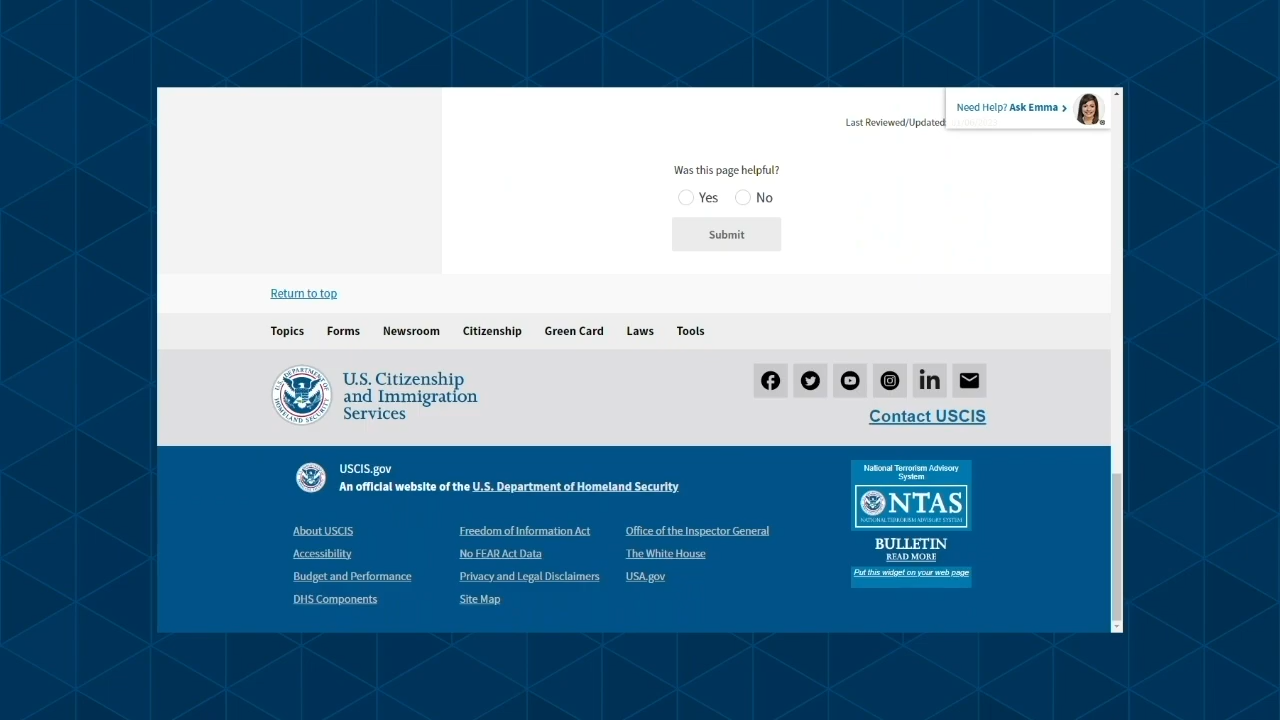 Need Help? Ask Emma
Last Reviewed/Updated:
Was this page helpful?
Yes No
Submit
Return to top
Topics Forms Newsroom Citizenship Green Card Laws Tools
U.S. Citizenship
and Immigration
Services
Contact USCIS
USCIS.gov
An official website of the U.S. Department of Homeland Security
About USCIS Freedom of Information Act Office of the Inspector General
Accessibility No FEAR Act Data The White House
Budget and Performance Privacy and Legal Disclaimers USA.gov
DHS Components Site Map
National Terrorism Advisory
System
NTAS
NATIONAL TERRORISM ADVISORY SYSTEM
BULLETIN
READ MORE
Put this widget on your web page